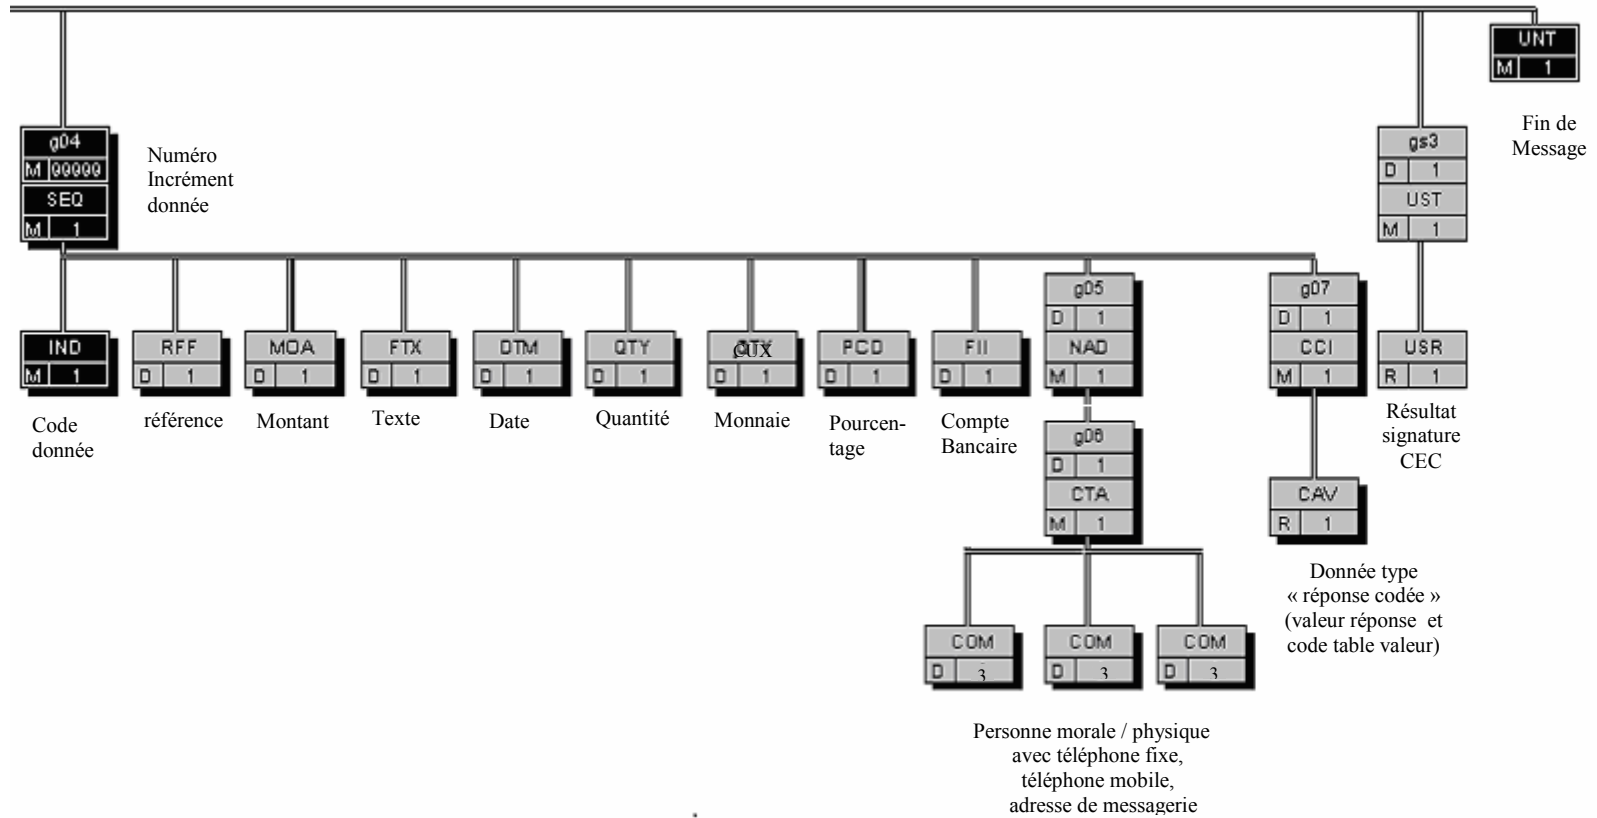 UNT
M 1
Fin de
Message
g04
M 99999
SEQ
M 1
Numéro
Incrément
donnée
gs3
D 1
UST
M 1
IND
M 1
Code
donnée
RFF
D 1
référence
MOA
D 1
Montant
FTX
D 1
Texte
DTM
D 1
Date
QTY
D 1
Quantité
CUX
D 1
Monnaie
PCD
D 1
Pourcen-
tage
FII
D 1
Compte
Bancaire
g05
D 1
NAD
M 1
g06
D 1
CTA
M 1
COM
D 3
COM
D 3
COM
D 3
Personne morale / physique
avec téléphone fixe,
téléphone mobile,
adresse de messagerie
g07
D 1
CCI
M 1
CAV
R 1
Donnée type
« réponse codée »
(valeur réponse et
code table valeur)
USR
R 1
Résultat
signature
CEC